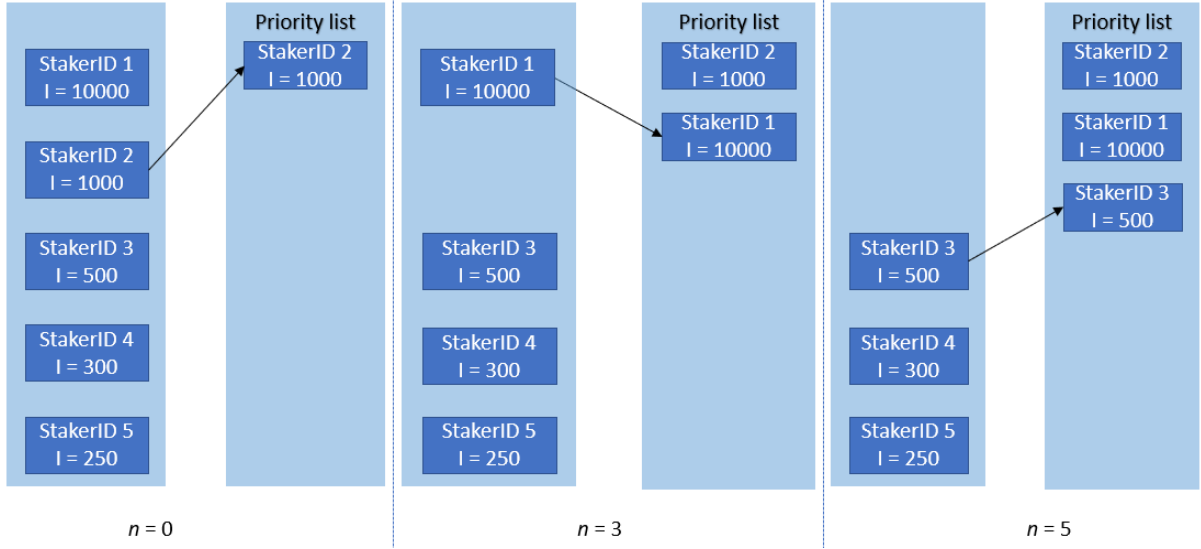 StakerID 1
I = 10000
StakerID 2
I = 1000
StakerID 3
I = 500
StakerID 4
I = 300
StakerID 5
I = 250
Priority list
StakerID 2
I = 1000
n = 0
StakerID 1
I = 10000
StakerID 3
I = 500
StakerID 4
I = 300
StakerID 5
I = 250
Priority list
StakerID 2
I = 1000
StakerID 1
I = 10000
n = 3
StakerID 3
I = 500
StakerID 4
I = 300
StakerID 5
I = 250
Priority list
StakerID 2
I = 1000
StakerID 1
I = 10000
StakerID 3
I = 500
n = 5